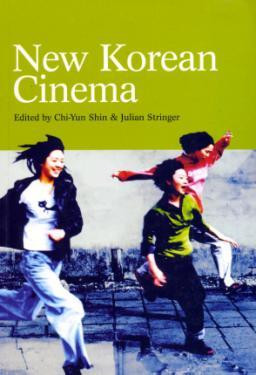 New Korean
Cinema
Edited by Chi-Yun Shin & Julian Stringer